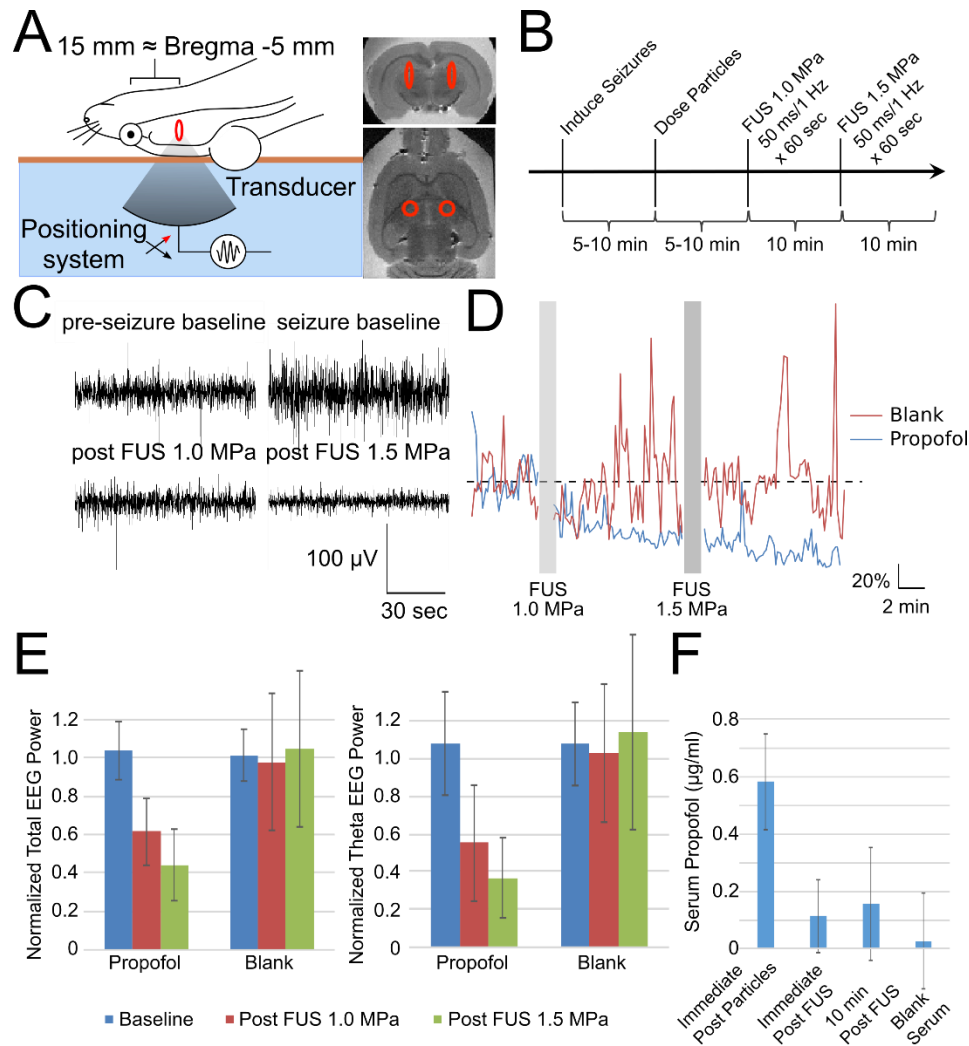 A
15 mm ≈ Bregma -5 mm
Transducer
Positioning
system
B
Induce Seizures
Dose Particles
FUS 1.0 MPa
50 ms/1 Hz
x 60 sec
FUS 1.5 MPa
50 ms/1 Hz
x 60 sec
5-10 min
5-10 min
10 min
10 min
C
pre-seizure baseline
seizure baseline
post FUS 1.0 MPa
post FUS 1.5 MPa
100 µV
30 sec
D
Blank
Propofol
FUS
1.0 MPa
FUS
1.5 MPa
20%
2 min
E
Normalized Total EEG Power
1.2
1.0
0.8
0.6
0.4
0.2
0
Propofol
Blank
Normalized Theta EEG Power
1.2
1.0
0.8
0.6
0.4
0.2
0
Propofol
Blank
Baseline
Post FUS 1.0 MPa
Post FUS 1.5 MPa
F
Serum Propofol (µg/ml)
0.8
0.6
0.4
0.2
0
Immediate
Post Particles
Immediate
Post FUS
10 min
Post FUS
Blank
Serum